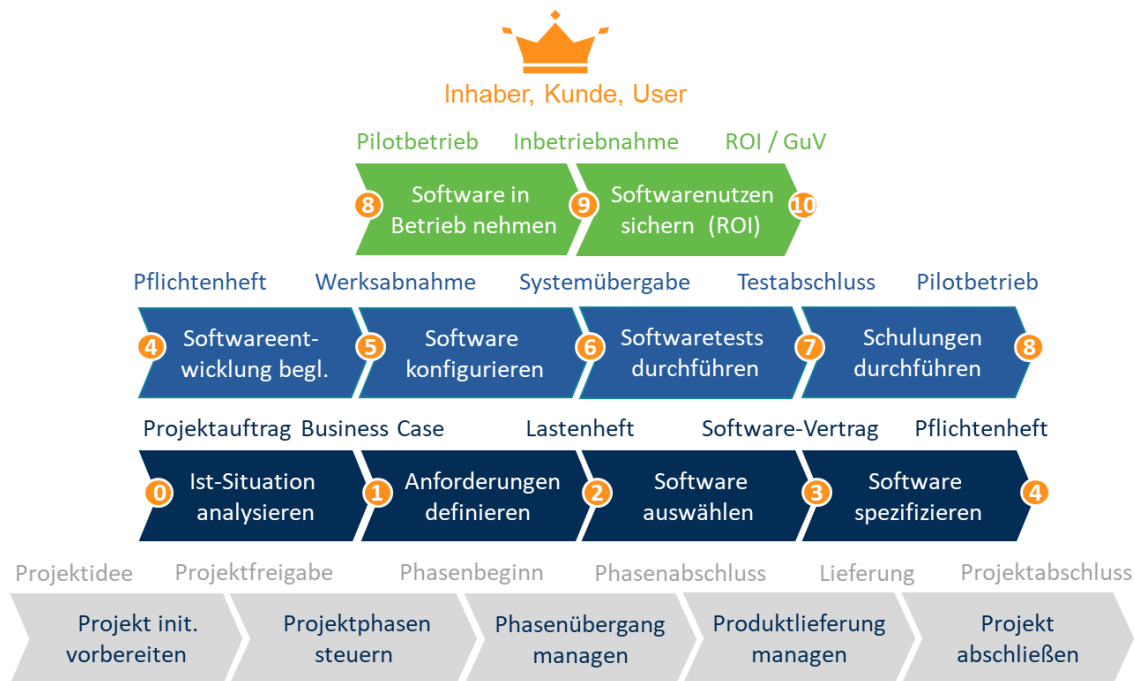 Inhaber, Kunde, User
Pilotbetrieb Inbetriebnahme ROI / GuV
8 Software in Betrieb nehmen 9 Softwarenutzen sichern (ROI) 10
Pflichtenheft Werksabnahme Systemübergabe Testabschluss Pilotbetrieb
4 Softwareent-
wicklung begl.
5 Software
konfigurieren
6 Softwaretests
durchführen
7 Schulungen
durchführen
8
Projektauftrag Business Case Lastenheft Software-Vertrag Pflichtenheft
0 Ist-Situation
analysieren
1 Anforderungen
definieren
2 Software
auswählen
3 Software
spezifizieren
4
Projektidee Projektfreigabe Phasenbeginn Phasenabschluss Lieferung Projektabschluss
Projekt init.
vorbereiten
Projektphasen
steuern
Phasenübergang
managen
Produktlieferung
managen
Projekt
abschließen